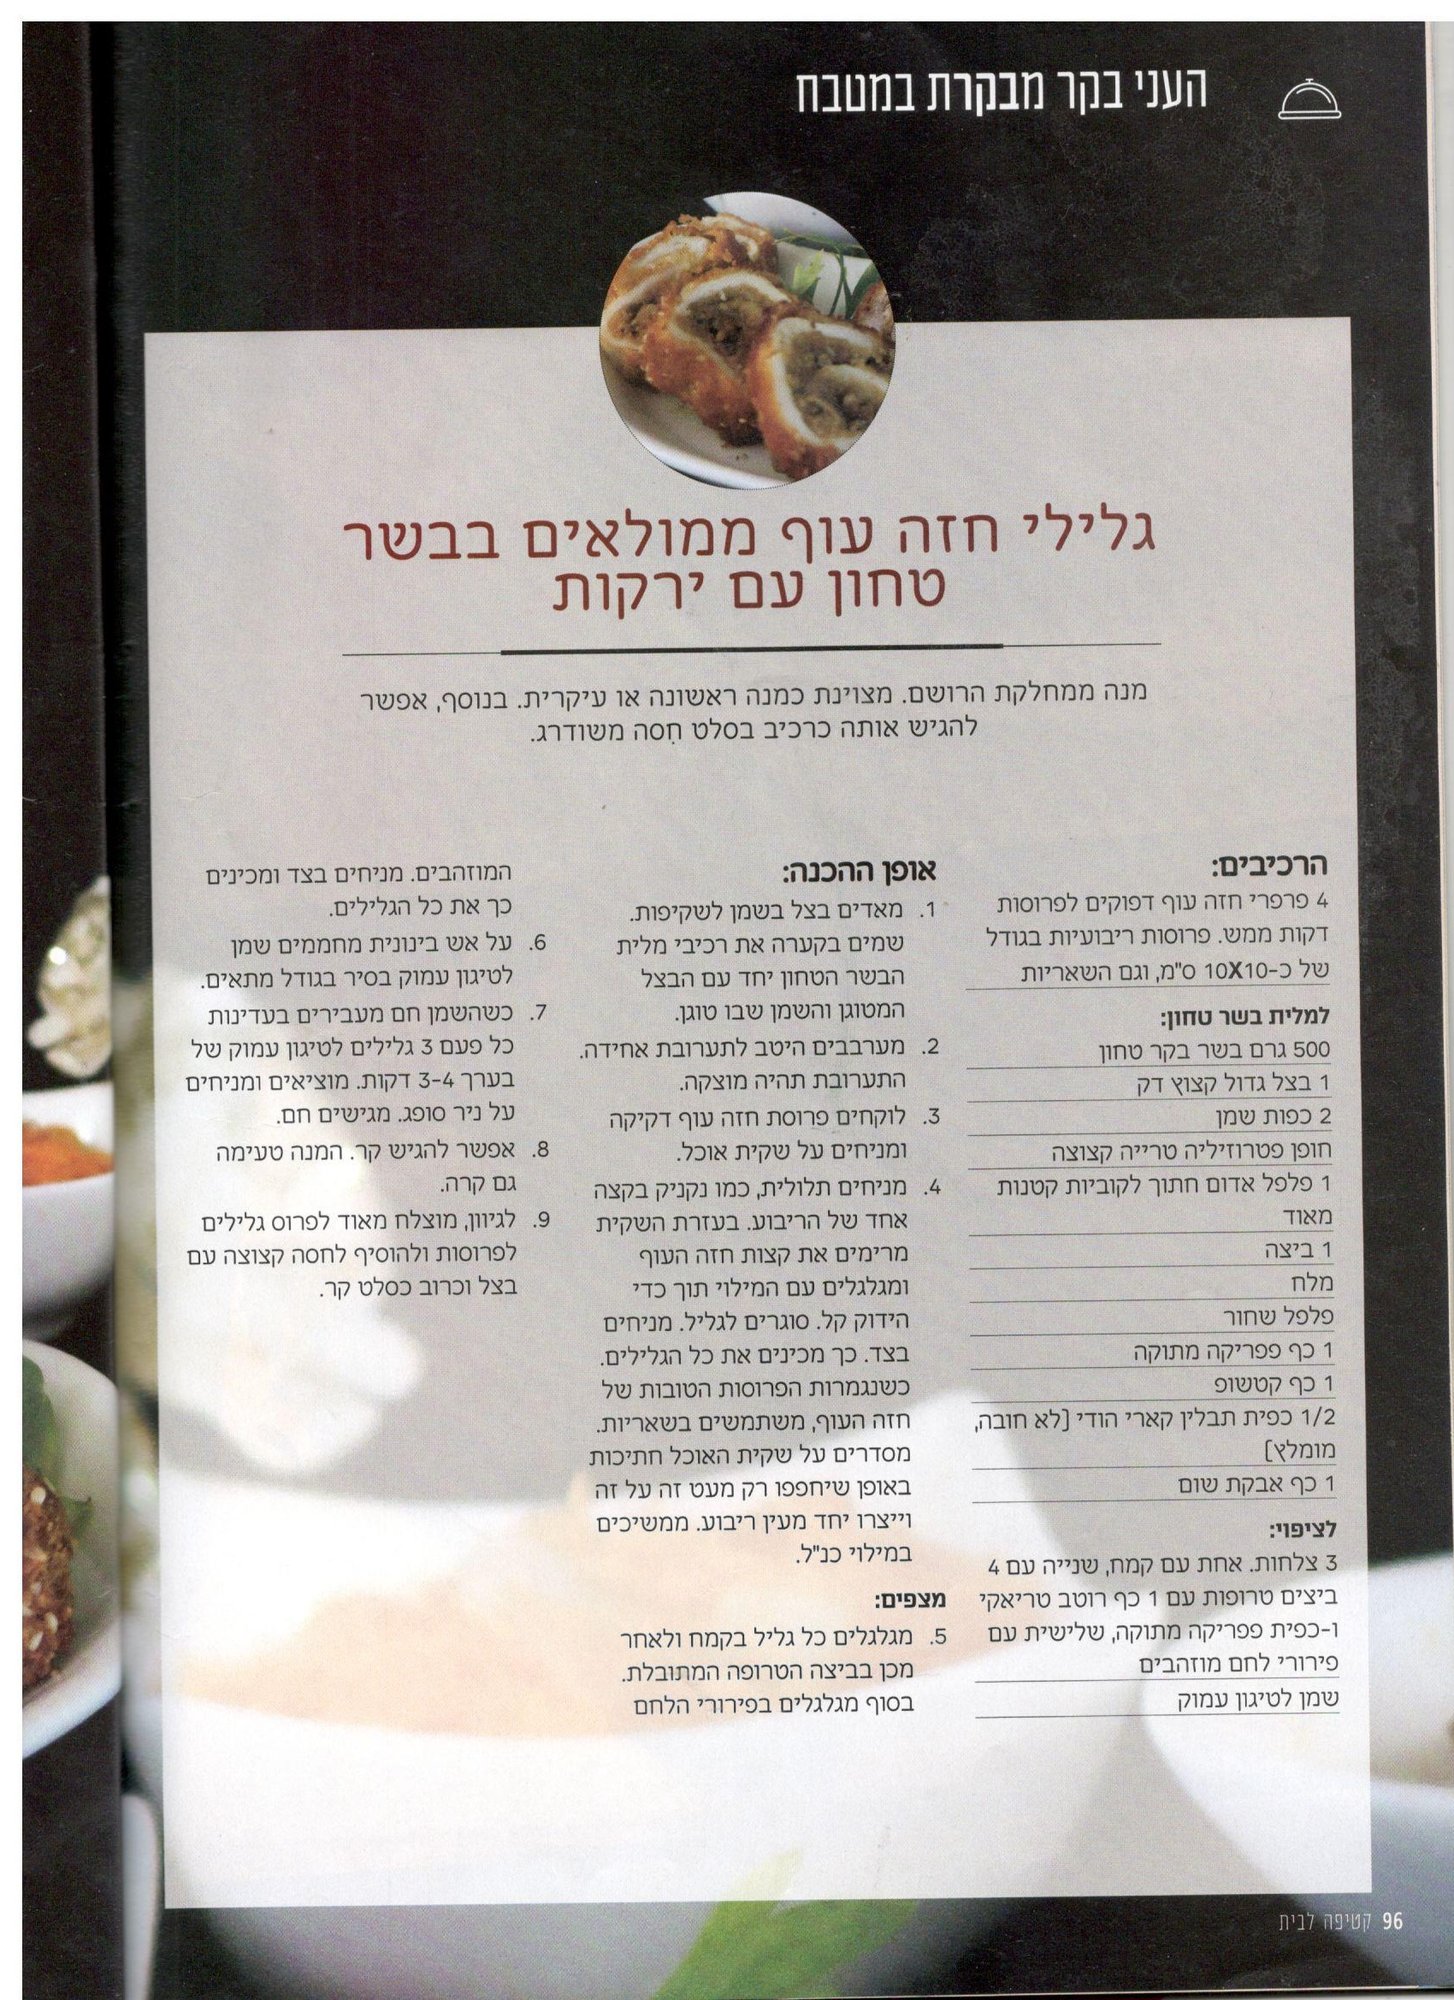 העני בקר מבקרת במטבח
גלילי חזה עוף ממולאים בבשר
טחון עם ירקות
מנה ממחלקת הרושם. מצוינת כמנה ראשונה או עיקרית. בנוסף, אפשר
להגיש אותה כרכיב בסלט חסה משודרג.
הרכיבים:
4 פרפרי חזה עוף דפוקים לפרוסות
דקות ממש. פרוסות ריבועיות בגודל
של כ-10X10 ס"מ, וגם השאריות
למלית בשר טחון:
500 גרם בשר בקר טחון
1 בצל גדול קצוץ דק
2 כפות שמן
חופן פטרוזיליה טרייה קצוצה
1 פלפל אדום חתוך לקוביות קטנות
מאוד
1 ביצה
מלח
פלפל שחור
1 כף פפריקה מתוקה
1 כף קטשופ
1/2 כפית תבלין קארי הודי [לא חובה,
מומלץ]
1 כף אבקת שום
לציפוי:
3 צלחות. אחת עם קמח, שנייה עם 4
ביצים טרופות עם 1 כף רוטב טריאקי
ו-כפית פפריקה מתוקה, שלישית עם
פירורי לחם מוזהבים
שמן לטיגון עמוק
אופן ההכנה:
1. מאדים בצל בשמן לשקיפות.
שמים בקערה את רכיבי מלית
הבשר הטחון יחד עם הבצל
המטוגן והשמן שבו טוגן.
2. מערבבים היטב לתערובת אחידה.
התערובת תהיה מוצקה.
3. לוקחים פרוסת חזה עוף דקיקה
ומניחים על שקית אוכל.
4. מניחים תלולית, כמו נקניק בקצה
אחד של הריבוע. בעזרת השקית
מרימים את קצות חזה העוף
ומגלגלים עם המילוי תוך כדי
הידוק קל. סוגרים לגליל. מניחים
בצד. כך מכינים את כל הגלילים.
כשנגמרות הפרוסות הטובות של
חזה העוף, משתמשים בשאריות.
מסדרים על שקית האוכל חתיכות
באופן שיחפפו רק מעט זה על זה
וייצרו יחד מעין ריבוע. ממשיכים
במילוי כנ"ל.
מצפים:
5. מגלגלים כל גליל בקמח ולאחר
מכן בביצה הטרופה המתובלת.
בסוף מגלגלים בפירורי הלחם
המוזהבים. מניחים בצד ומכינים
כך את כל הגלילים.
6. על אש בינונית מחממים שמן
לטיגון עמוק בסיר בגודל מתאים.
7. כשהשמן חם מעבירים בעדינות
כל פעם 3 גלילים לטיגון עמוק של
בערך 3-4 דקות. מוציאים ומניחים
על ניר סופג. מגישים חם.
8. אפשר להגיש קר. המנה טעימה
גם קרה.
9. לגיוון, מוצלח מאוד לפרוס גלילים
לפרוסות ולהוסיף לחסה קצוצה עם
בצל וכרוב כסלט קר.
96 קטיפה לבית